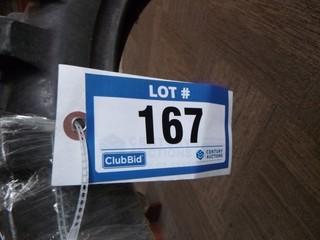 LOT #
167
ClubBid
CENTURY
AUCTIONS